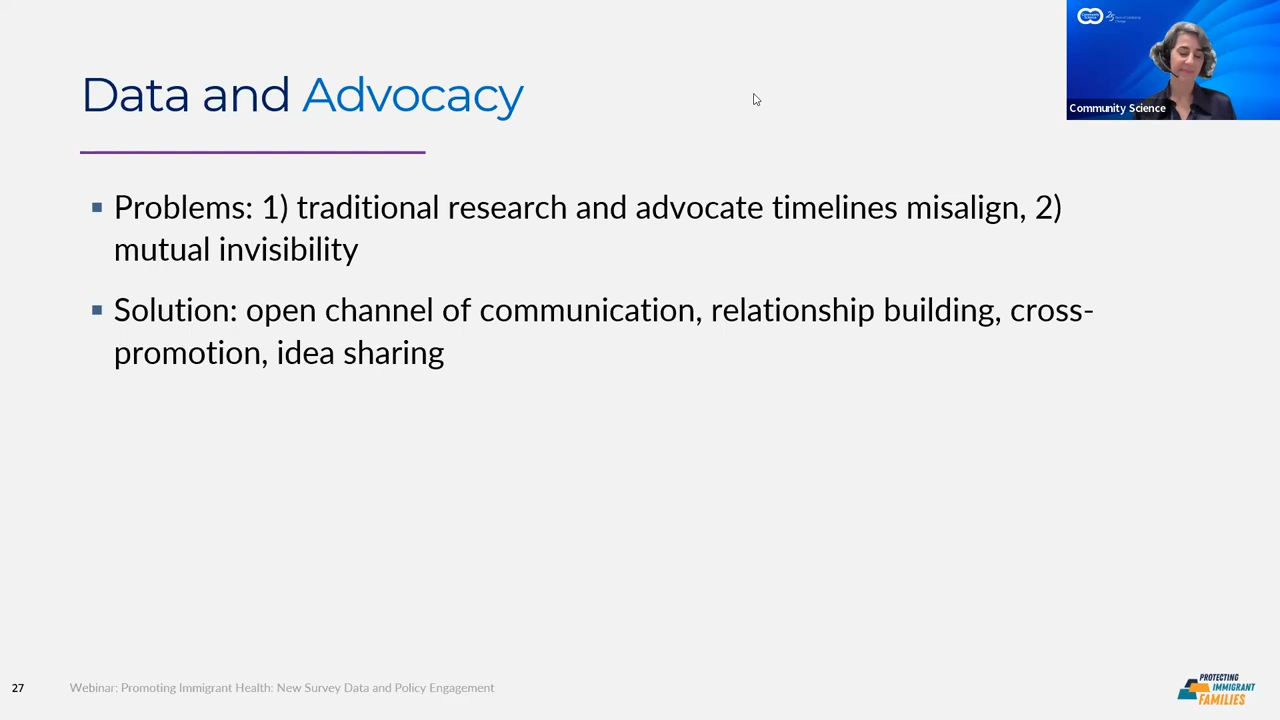 Data and Advocacy
Community Science
▪ Problems: 1) traditional research and advocate timelines misalign, 2)
mutual invisibility
▪ Solution: open channel of communication, relationship building, cross-
promotion, idea sharing
27
Webinar: Promoting Immigrant Health: New Survey Data and Policy Engagement
PROTECTING
IMMIGRANT
FAMILIES